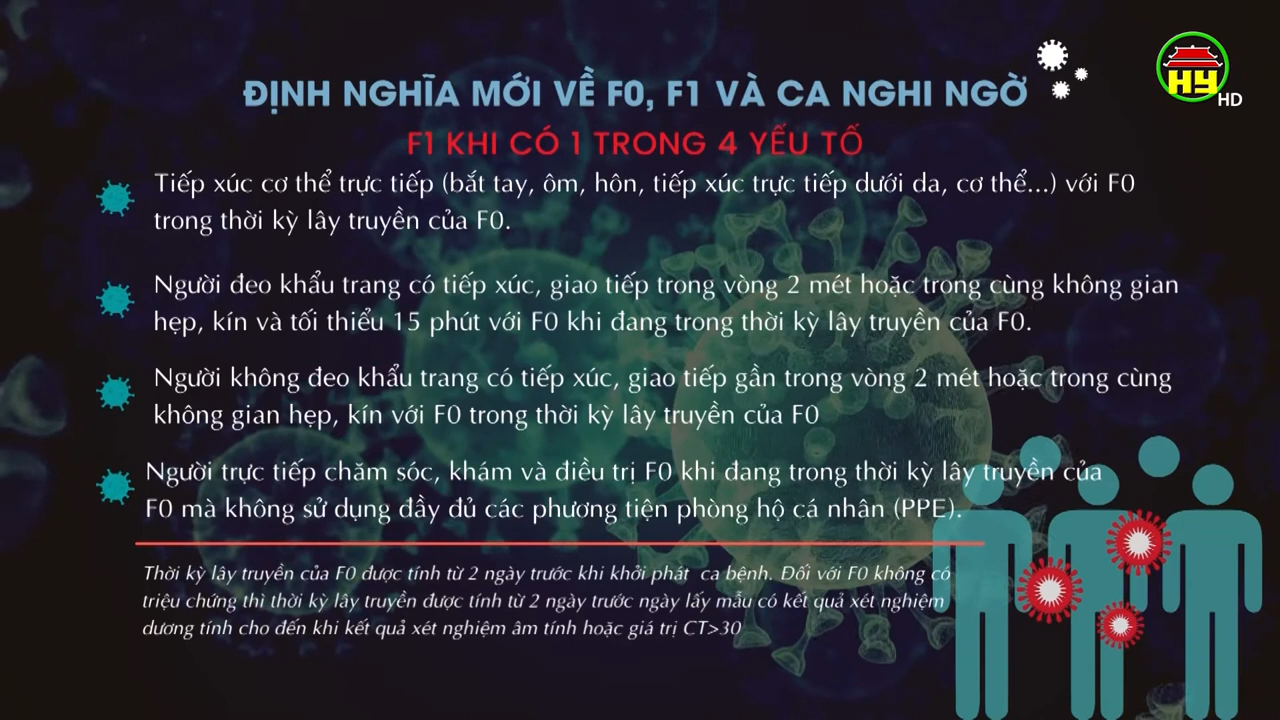 ĐỊNH NGHĨA MỚI VỀ F0, F1 VÀ CA NGHI NGỜ
HY
HD
F1 KHI CÓ 1 TRONG 4 YẾU TỐ
Tiếp xúc cơ thể trực tiếp (bắt tay, ôm, hôn, tiếp xúc trực tiếp dưới da, cơ thể...) với F0
trong thời kỳ lây truyền của F0.
Người đeo khẩu trang có tiếp xúc, giao tiếp trong vòng 2 mét hoặc trong cùng không gian
hẹp, kín và tối thiểu 15 phút với F0 khi đang trong thời kỳ lây truyền của F0.
Người không đeo khẩu trang có tiếp xúc, giao tiếp gần trong vòng 2 mét hoặc trong cùng
không gian hẹp, kín với F0 trong thời kỳ lây truyền của F0
Người trực tiếp chăm sóc, khám và điều trị F0 khi đang trong thời kỳ lây truyền của
F0 mà không sử dụng đầy đủ các phương tiện phòng hộ cá nhân (PPE).
Thời kỳ lây truyền của F0 được tính từ 2 ngày trước khi khởi phát ca bệnh. Đối với F0 không có
triệu chứng thì thời kỳ lây truyền được tính từ 2 ngày trước ngày lấy mẫu có kết quả xét nghiệm
dương tính cho đến khi kết quả xét nghiệm âm tính hoặc giá trị CT>30